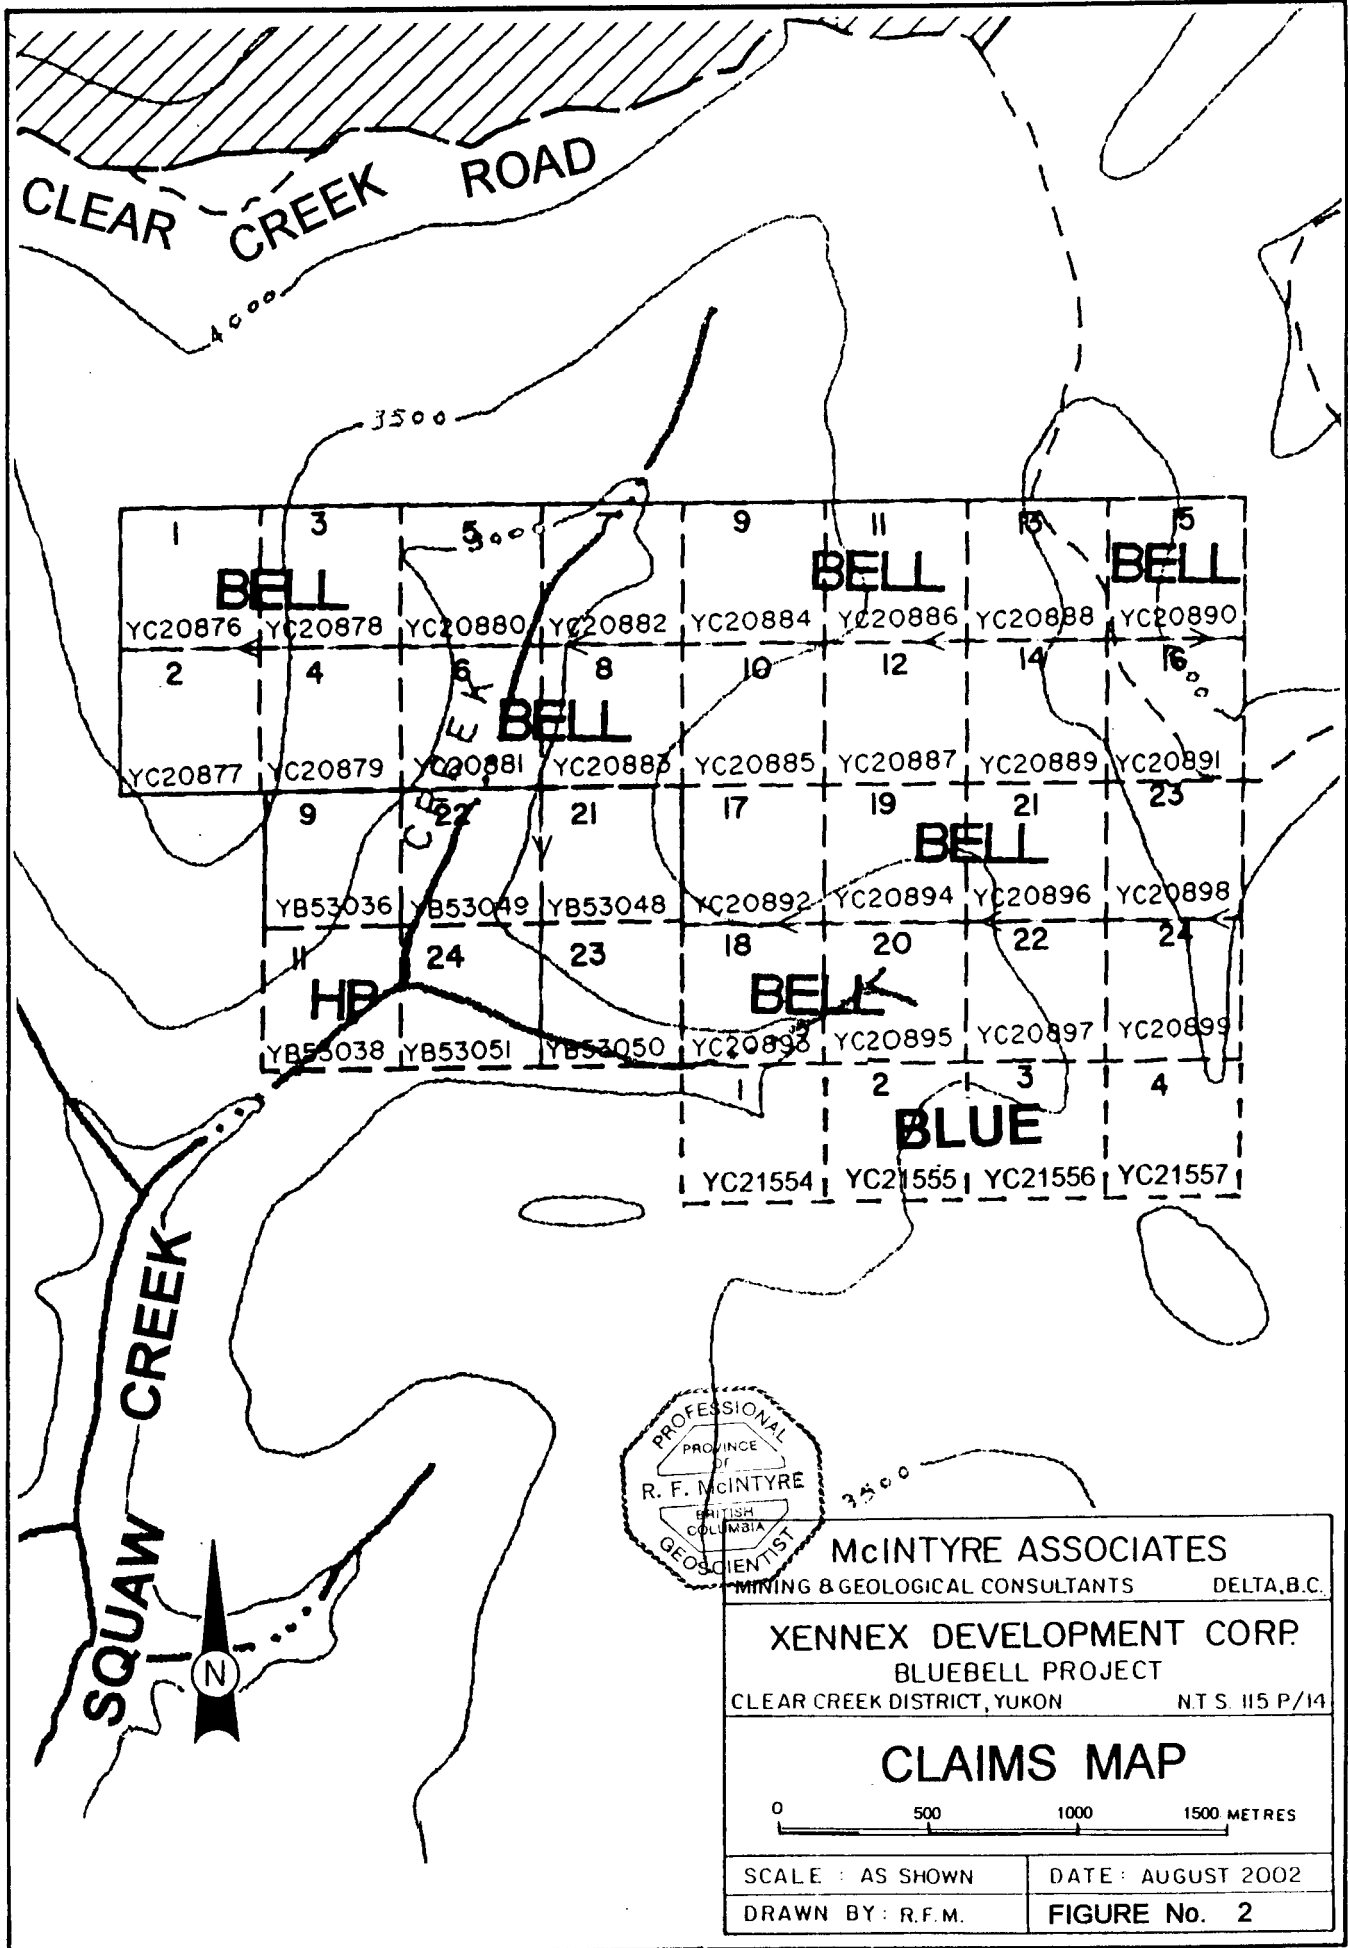 CLEAR CREEK ROAD
4000
3500
1 3 5 7 9 11 13 15
3000
BELL BELL BELL
YC20876 YC20878 YC20880 YC20882 YC20884 YC20886 YC20888 YC20890
2 4 6 8 10 12 14 16
CREEK
BELL
YC20877 YC20879 YC20881 YC20883 YC20885 YC20887 YC20889 YC20891
9 22 21 17 19 21 23
BELL
YB53036 YB53049 YB53048 YC20892 YC20894 YC20896 YC20898
11 24 23 18 20 22 24
HP BELL
YB53038 YB53051 YB53050 YC20893 YC20895 YC20897 YC20899
1 2 3 4
BLUE
YC21554 YC21555 YC21556 YC21557
SQUAW CREEK
N
3500
PROFESSIONAL
PROVINCE
OF
R. F. McINTYRE
BRITISH
COLUMBIA
GEOSCIENTIST
McINTYRE ASSOCIATES
MINING & GEOLOGICAL CONSULTANTS DELTA, B.C.
XENNEX DEVELOPMENT CORP.
BLUEBELL PROJECT
CLEAR CREEK DISTRICT, YUKON N.T.S. 115 P/14
CLAIMS MAP
0 500 1000 1500 METRES
SCALE : AS SHOWN DATE : AUGUST 2002
DRAWN BY : R.F.M. FIGURE No. 2